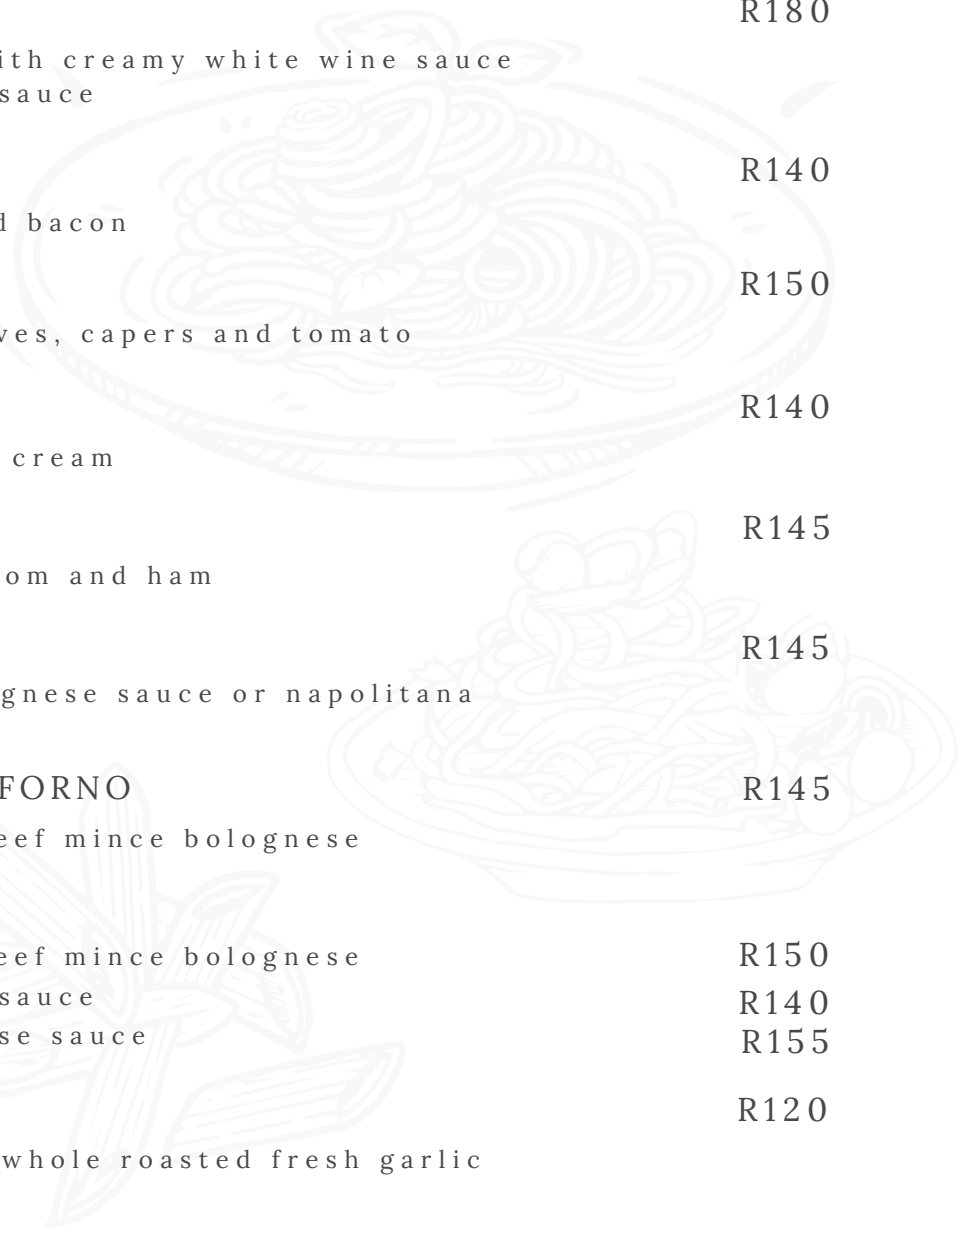 R180
ith creamy white wine sauce
sauce
R140
d bacon
R150
ves, capers and tomato
R140
cream
R145
om and ham
R145
gnese sauce or napolitana
FORNO R145
eef mince bolognese
eef mince bolognese R150
sauce R140
se sauce R155
R120
whole roasted fresh garlic